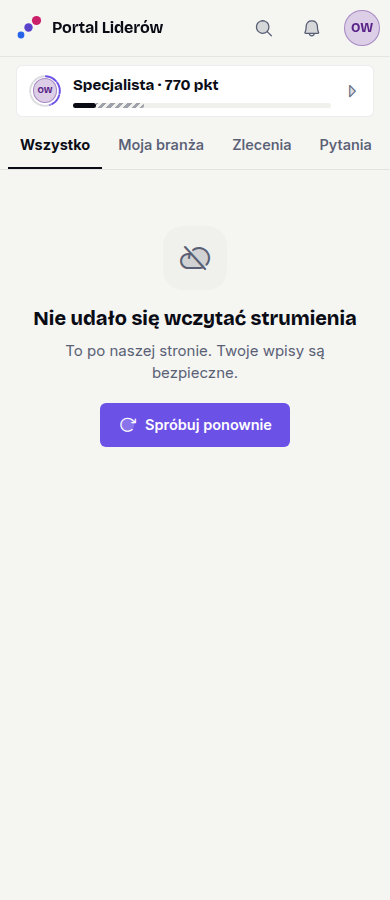 Portal Liderów
OW
OW
Specjalista · 770 pkt
Wszystko
Moja branża
Zlecenia
Pytania
Nie udało się wczytać strumienia
To po naszej stronie. Twoje wpisy są
bezpieczne.
Spróbuj ponownie